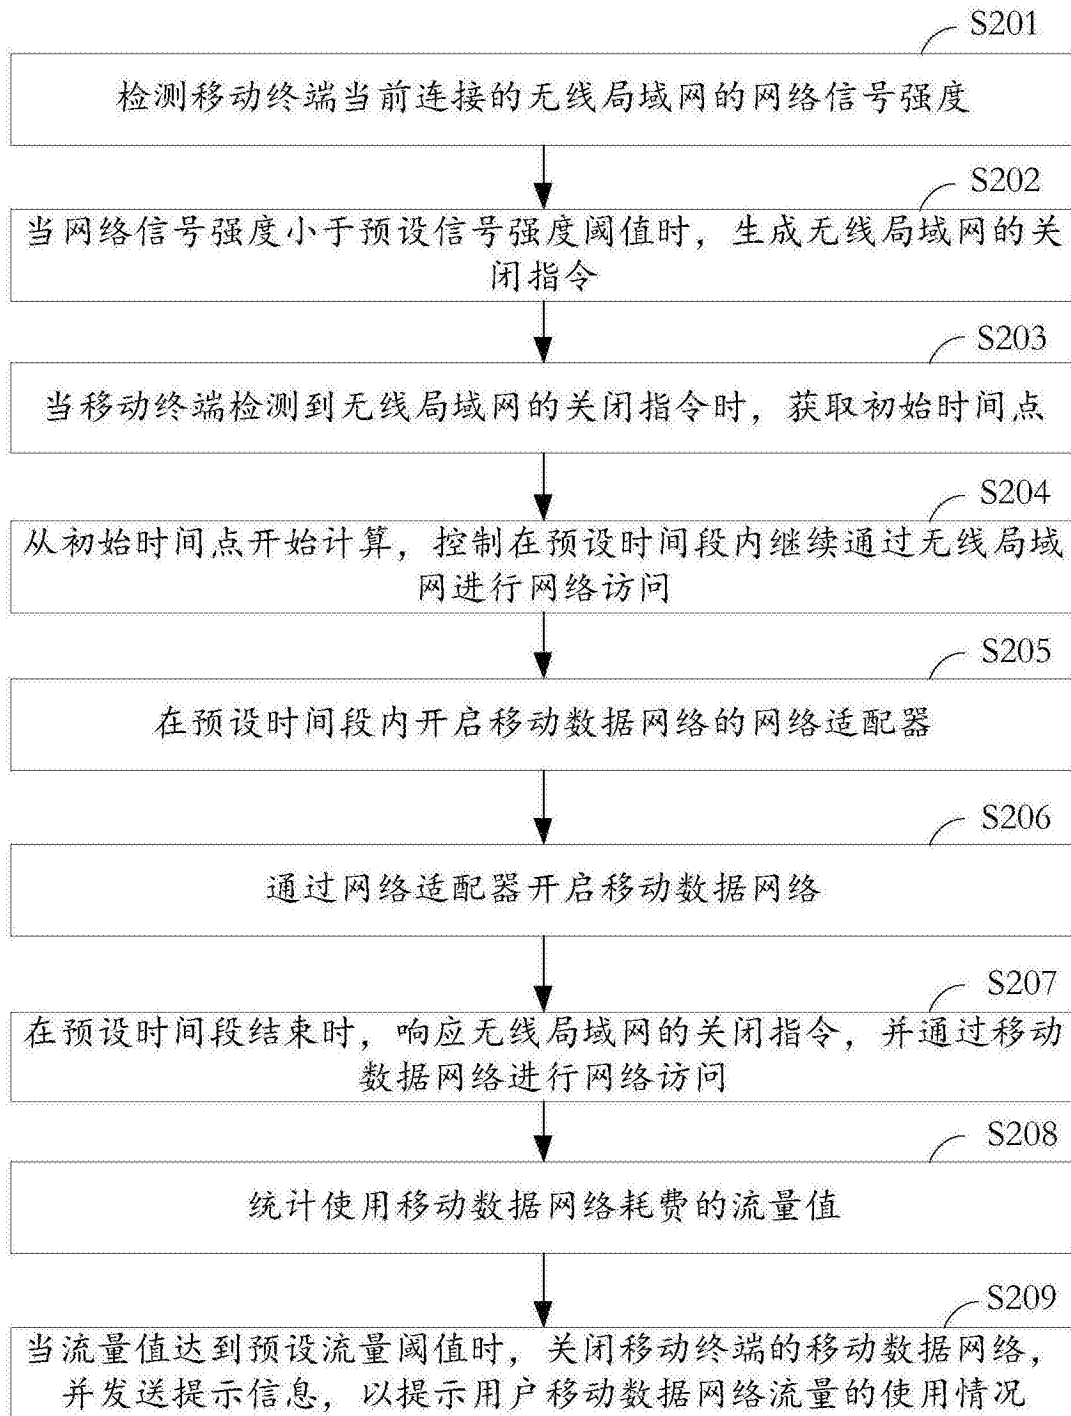 S201
检测移动终端当前连接的无线局域网的网络信号强度
S202
当网络信号强度小于预设信号强度阈值时，生成无线局域网的关
闭指令
S203
当移动终端检测到无线局域网的关闭指令时，获取初始时间点
S204
从初始时间点开始计算，控制在预设时间段内继续通过无线局域
网进行网络访问
S205
在预设时间段内开启移动数据网络的网络适配器
S206
通过网络适配器开启移动数据网络
S207
在预设时间段结束时，响应无线局域网的关闭指令，并通过移动
数据网络进行网络访问
S208
统计使用移动数据网络耗费的流量值
S209
当流量值达到预设流量阈值时，关闭移动终端的移动数据网络，
并发送提示信息，以提示用户移动数据网络流量的使用情况